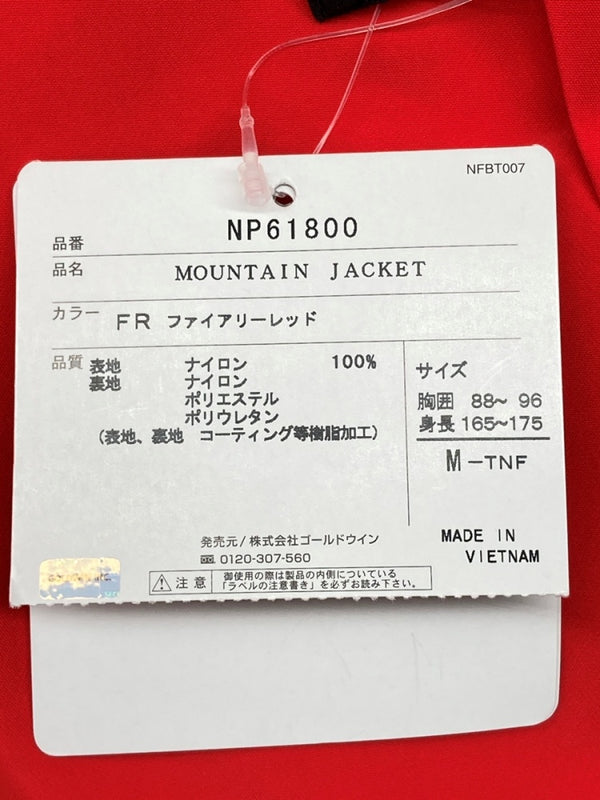 NFBT007
品番 NP61800
品名 MOUNTAIN JACKET
カラー FR ファイアリーレッド
品質 表地 ナイロン 100%
裏地 ナイロン
ポリエステル
ポリウレタン
(表地、裏地 コーティング等樹脂加工)
サイズ
胸囲 88~ 96
身長 165~175
M-TNF
発売元/株式会社ゴールドウイン
0120-307-560
MADE IN
VIETNAM
注意 御使用の際は製品の内側についている
「ラベルの注意書き」を必ずお読み下さい。